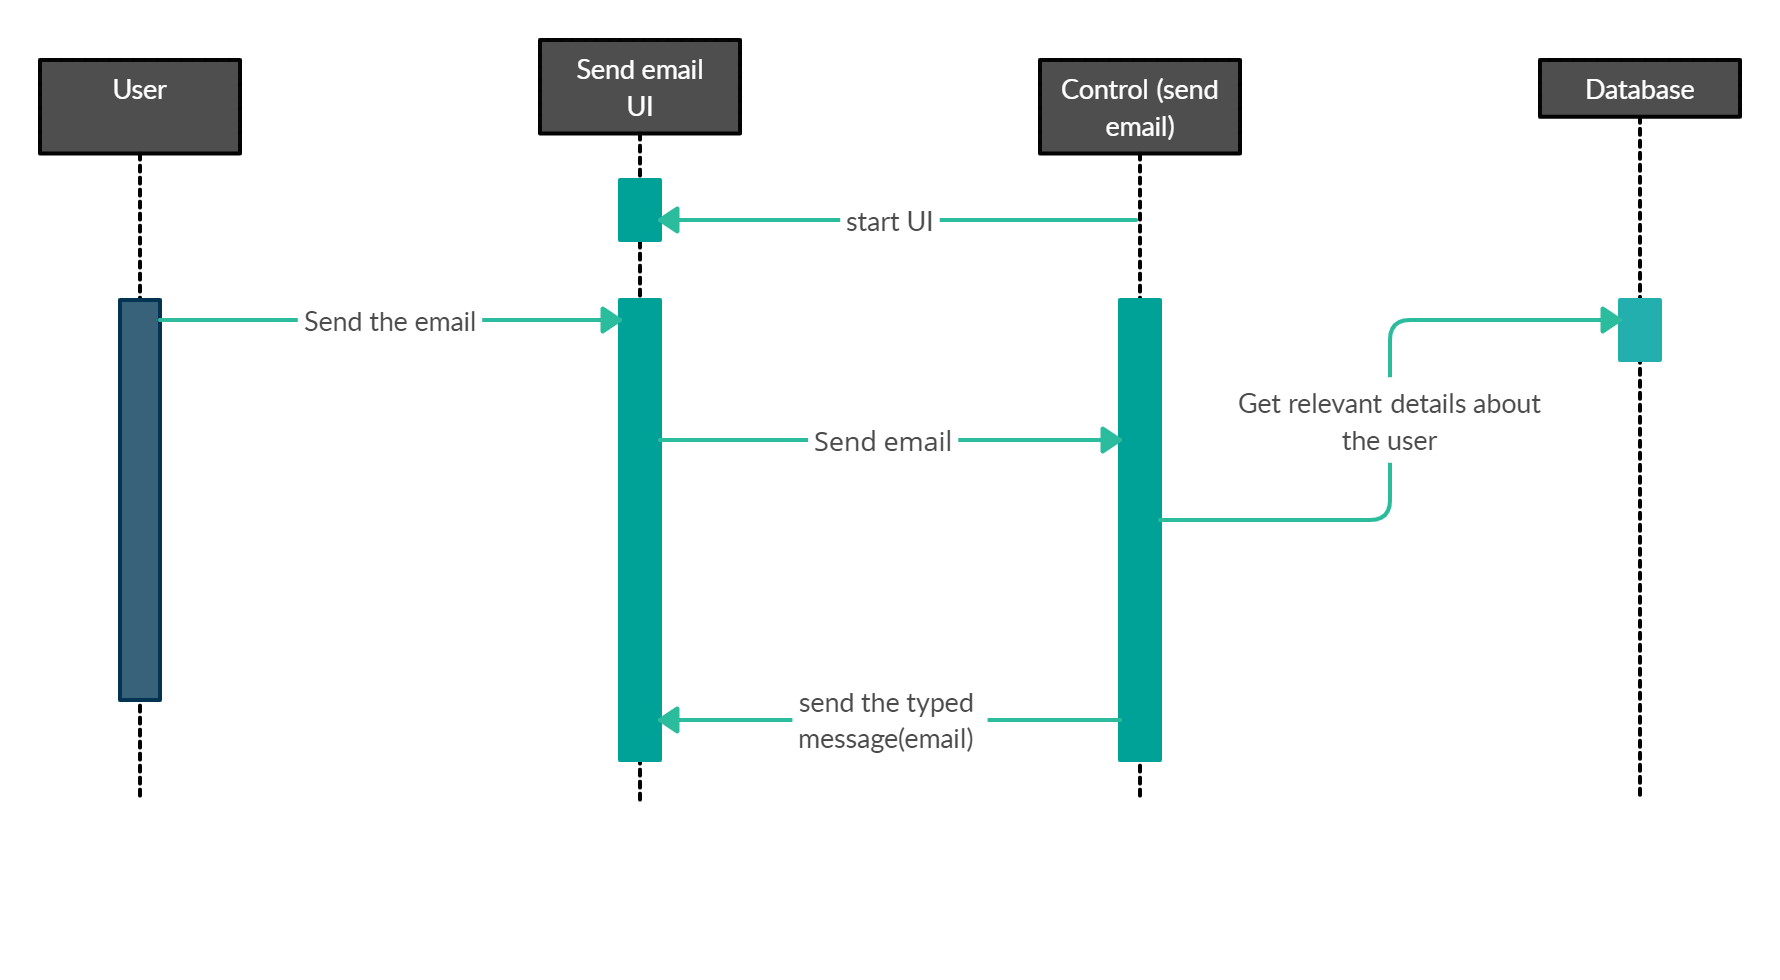 User
Send email
UI
Control (send
email)
Database
start UI
Send the email
Get relevant details about
the user
Send email
send the typed
message(email)